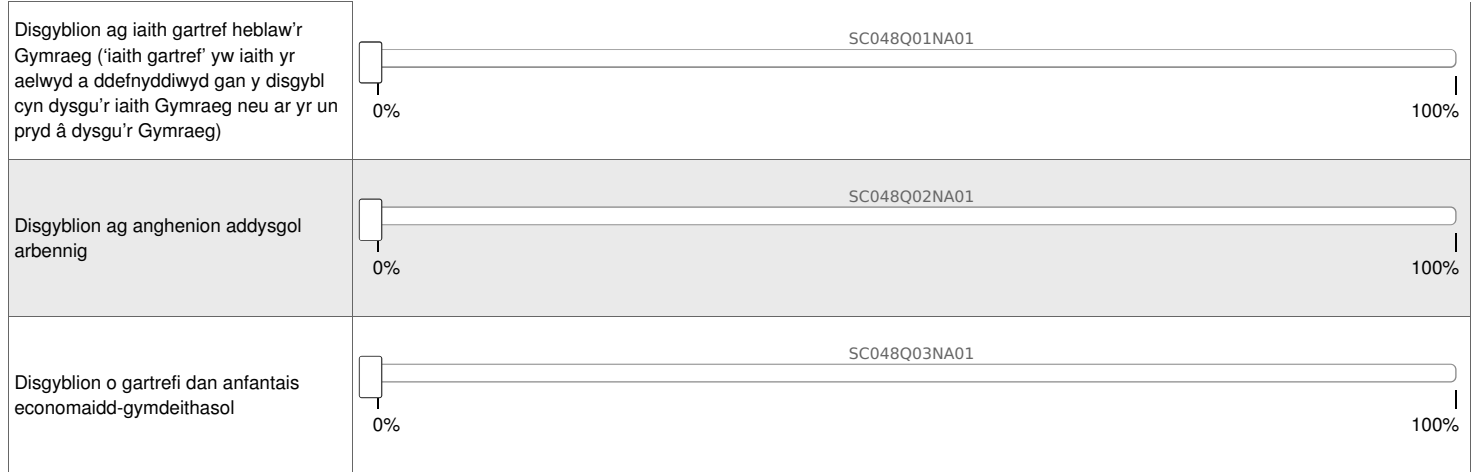 Disgyblion ag iaith gartref heblaw'r
Gymraeg (‘iaith gartref’ yw iaith yr
aelwyd a ddefnyddiwyd gan y disgybl
cyn dysgu'r iaith Gymraeg neu ar yr un
pryd â dysgu'r Gymraeg)
SC048Q01NA01
0%
100%
Disgyblion ag anghenion addysgol
arbennig
SC048Q02NA01
0%
100%
Disgyblion o gartrefi dan anfantais
economaidd-gymdeithasol
SC048Q03NA01
0%
100%